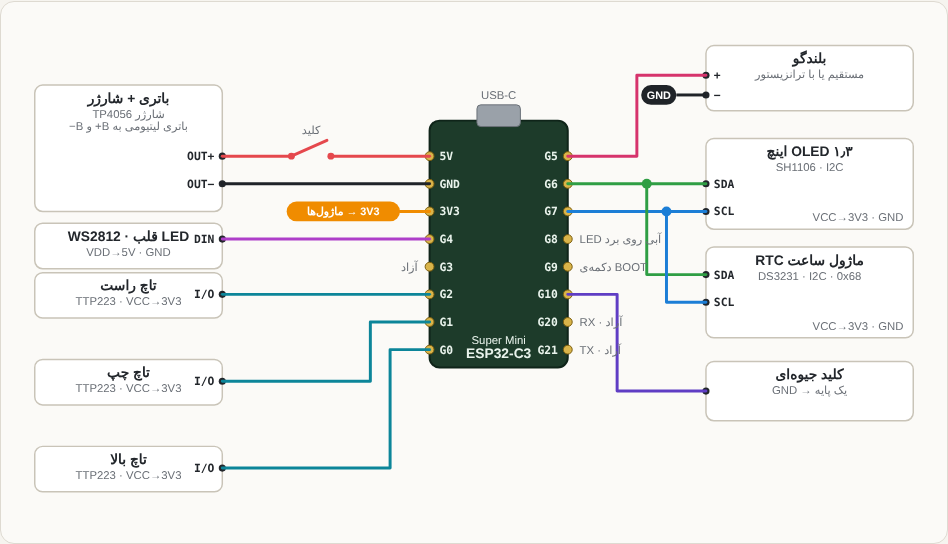 باتری + شارژر
شارژر TP4056
باتری لیتیومی به B+ و B−
OUT+
OUT−
کلید
3V3 → ماژول‌ها
WS2812 · قلب LED
VDD→5V · GND
DIN
آزاد
تاچ راست
TTP223 · VCC→3V3
I/O
تاچ چپ
TTP223 · VCC→3V3
I/O
تاچ بالا
TTP223 · VCC→3V3
I/O
USB-C
5V
GND
3V3
G4
G3
G2
G1
G0
G5
G6
G7
G8
G9
G10
G20
G21
Super Mini
ESP32-C3
LED آبی روی برد
دکمه‌ی BOOT
RX · آزاد
TX · آزاد
بلندگو
مستقیم یا با ترانزیستور
+
−
GND
OLED ۱٫۳ اینچ
SH1106 · I2C
SDA
SCL
VCC→3V3 · GND
ماژول ساعت RTC
DS3231 · I2C · 0x68
SDA
SCL
VCC→3V3 · GND
کلید جیوه‌ای
یک پایه → GND